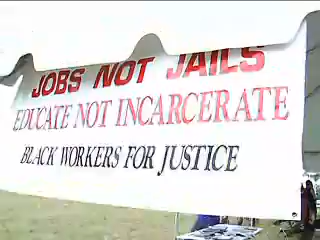 JOBS NOT JAILS
EDUCATE NOT INCARCERATE
BLACK WORKERS FOR JUSTICE